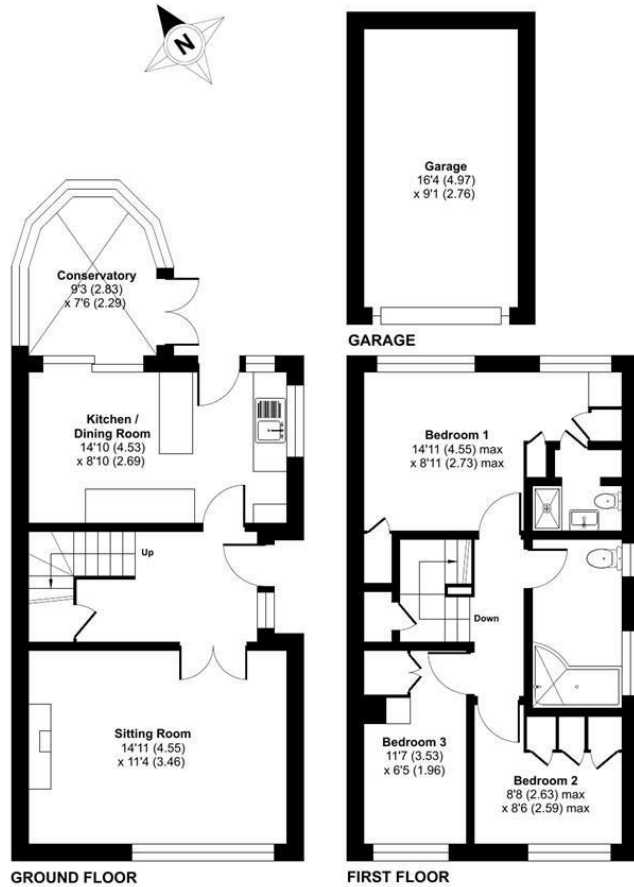 N
Garage
16'4 (4.97)
x 9'1 (2.76)
GARAGE
Conservatory
9'3 (2.83)
x 7'6 (2.29)
Kitchen /
Dining Room
14'10 (4.53)
x 8'10 (2.69)
Up
Sitting Room
14'11 (4.55)
x 11'4 (3.46)
GROUND FLOOR
Bedroom 1
14'11 (4.55) max
x 8'11 (2.73) max
Down
Bedroom 3
11'7 (3.53)
x 6'5 (1.96)
Bedroom 2
8'8 (2.63) max
x 8'6 (2.59) max
FIRST FLOOR